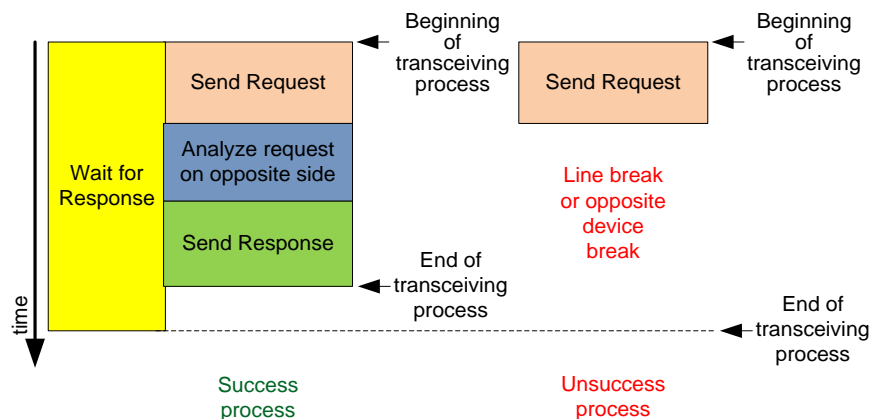 Beginning
of
transceiving
process
Beginning
of
transceiving
process
Send Request
Send Request
Analyze request
on opposite side
Wait for
Response
Line break
or opposite
device
break
Send Response
End of
transceiving
process
time
End of
transceiving
process
Success
process
Unsuccess
process